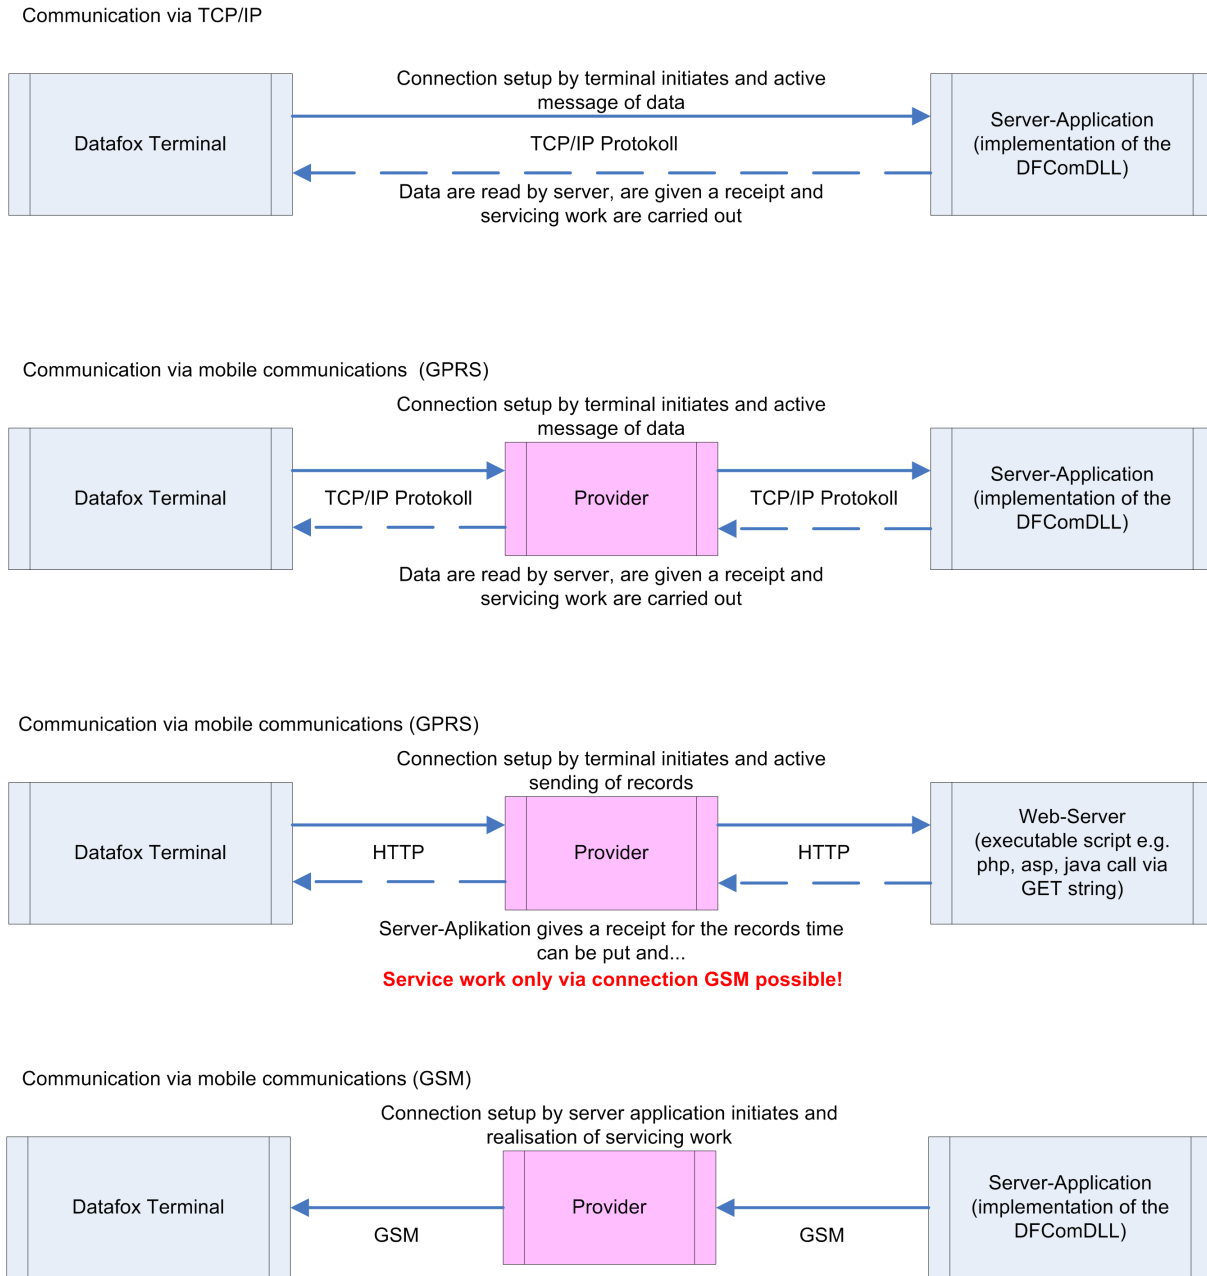 Communication via TCP/IP
Connection setup by terminal initiates and active
message of data
Datafox Terminal
TCP/IP Protokoll
Server-Application
(implementation of the
DFComDLL)
Data are read by server, are given a receipt and
servicing work are carried out
Communication via mobile communications  (GPRS)
Connection setup by terminal initiates and active
message of data
Datafox Terminal
TCP/IP Protokoll
Provider
TCP/IP Protokoll
Server-Application
(implementation of the
DFComDLL)
Data are read by server, are given a receipt and
servicing work are carried out
Communication via mobile communications (GPRS)
Connection setup by terminal initiates and active
sending of records
Datafox Terminal
HTTP
Provider
HTTP
Web-Server
(executable script e.g.
php, asp, java call via
GET string)
Server-Aplikation gives a receipt for the records time
can be put and...
Service work only via connection GSM possible!
Communication via mobile communications (GSM)
Connection setup by server application initiates and
realisation of servicing work
Datafox Terminal
GSM
Provider
GSM
Server-Application
(implementation of the
DFComDLL)